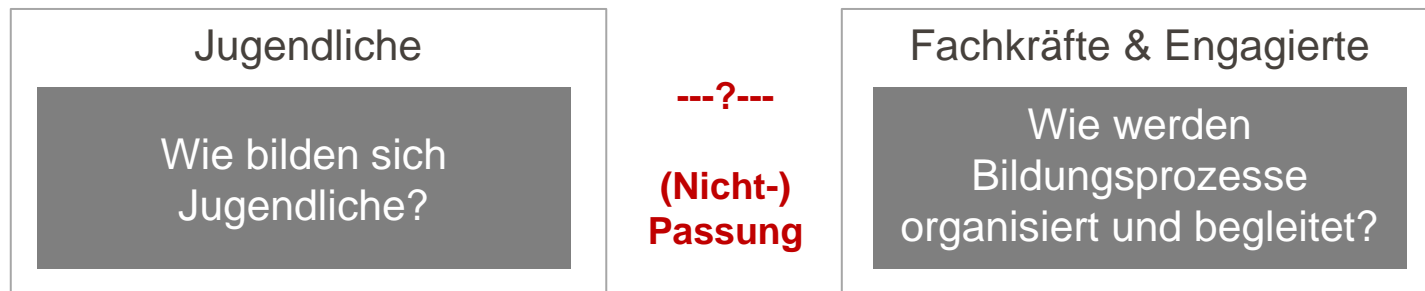 Jugendliche
Wie bilden sich
Jugendliche?
---?---
(Nicht-)
Passung
Fachkräfte & Engagierte
Wie werden
Bildungsprozesse
organisiert und begleitet?